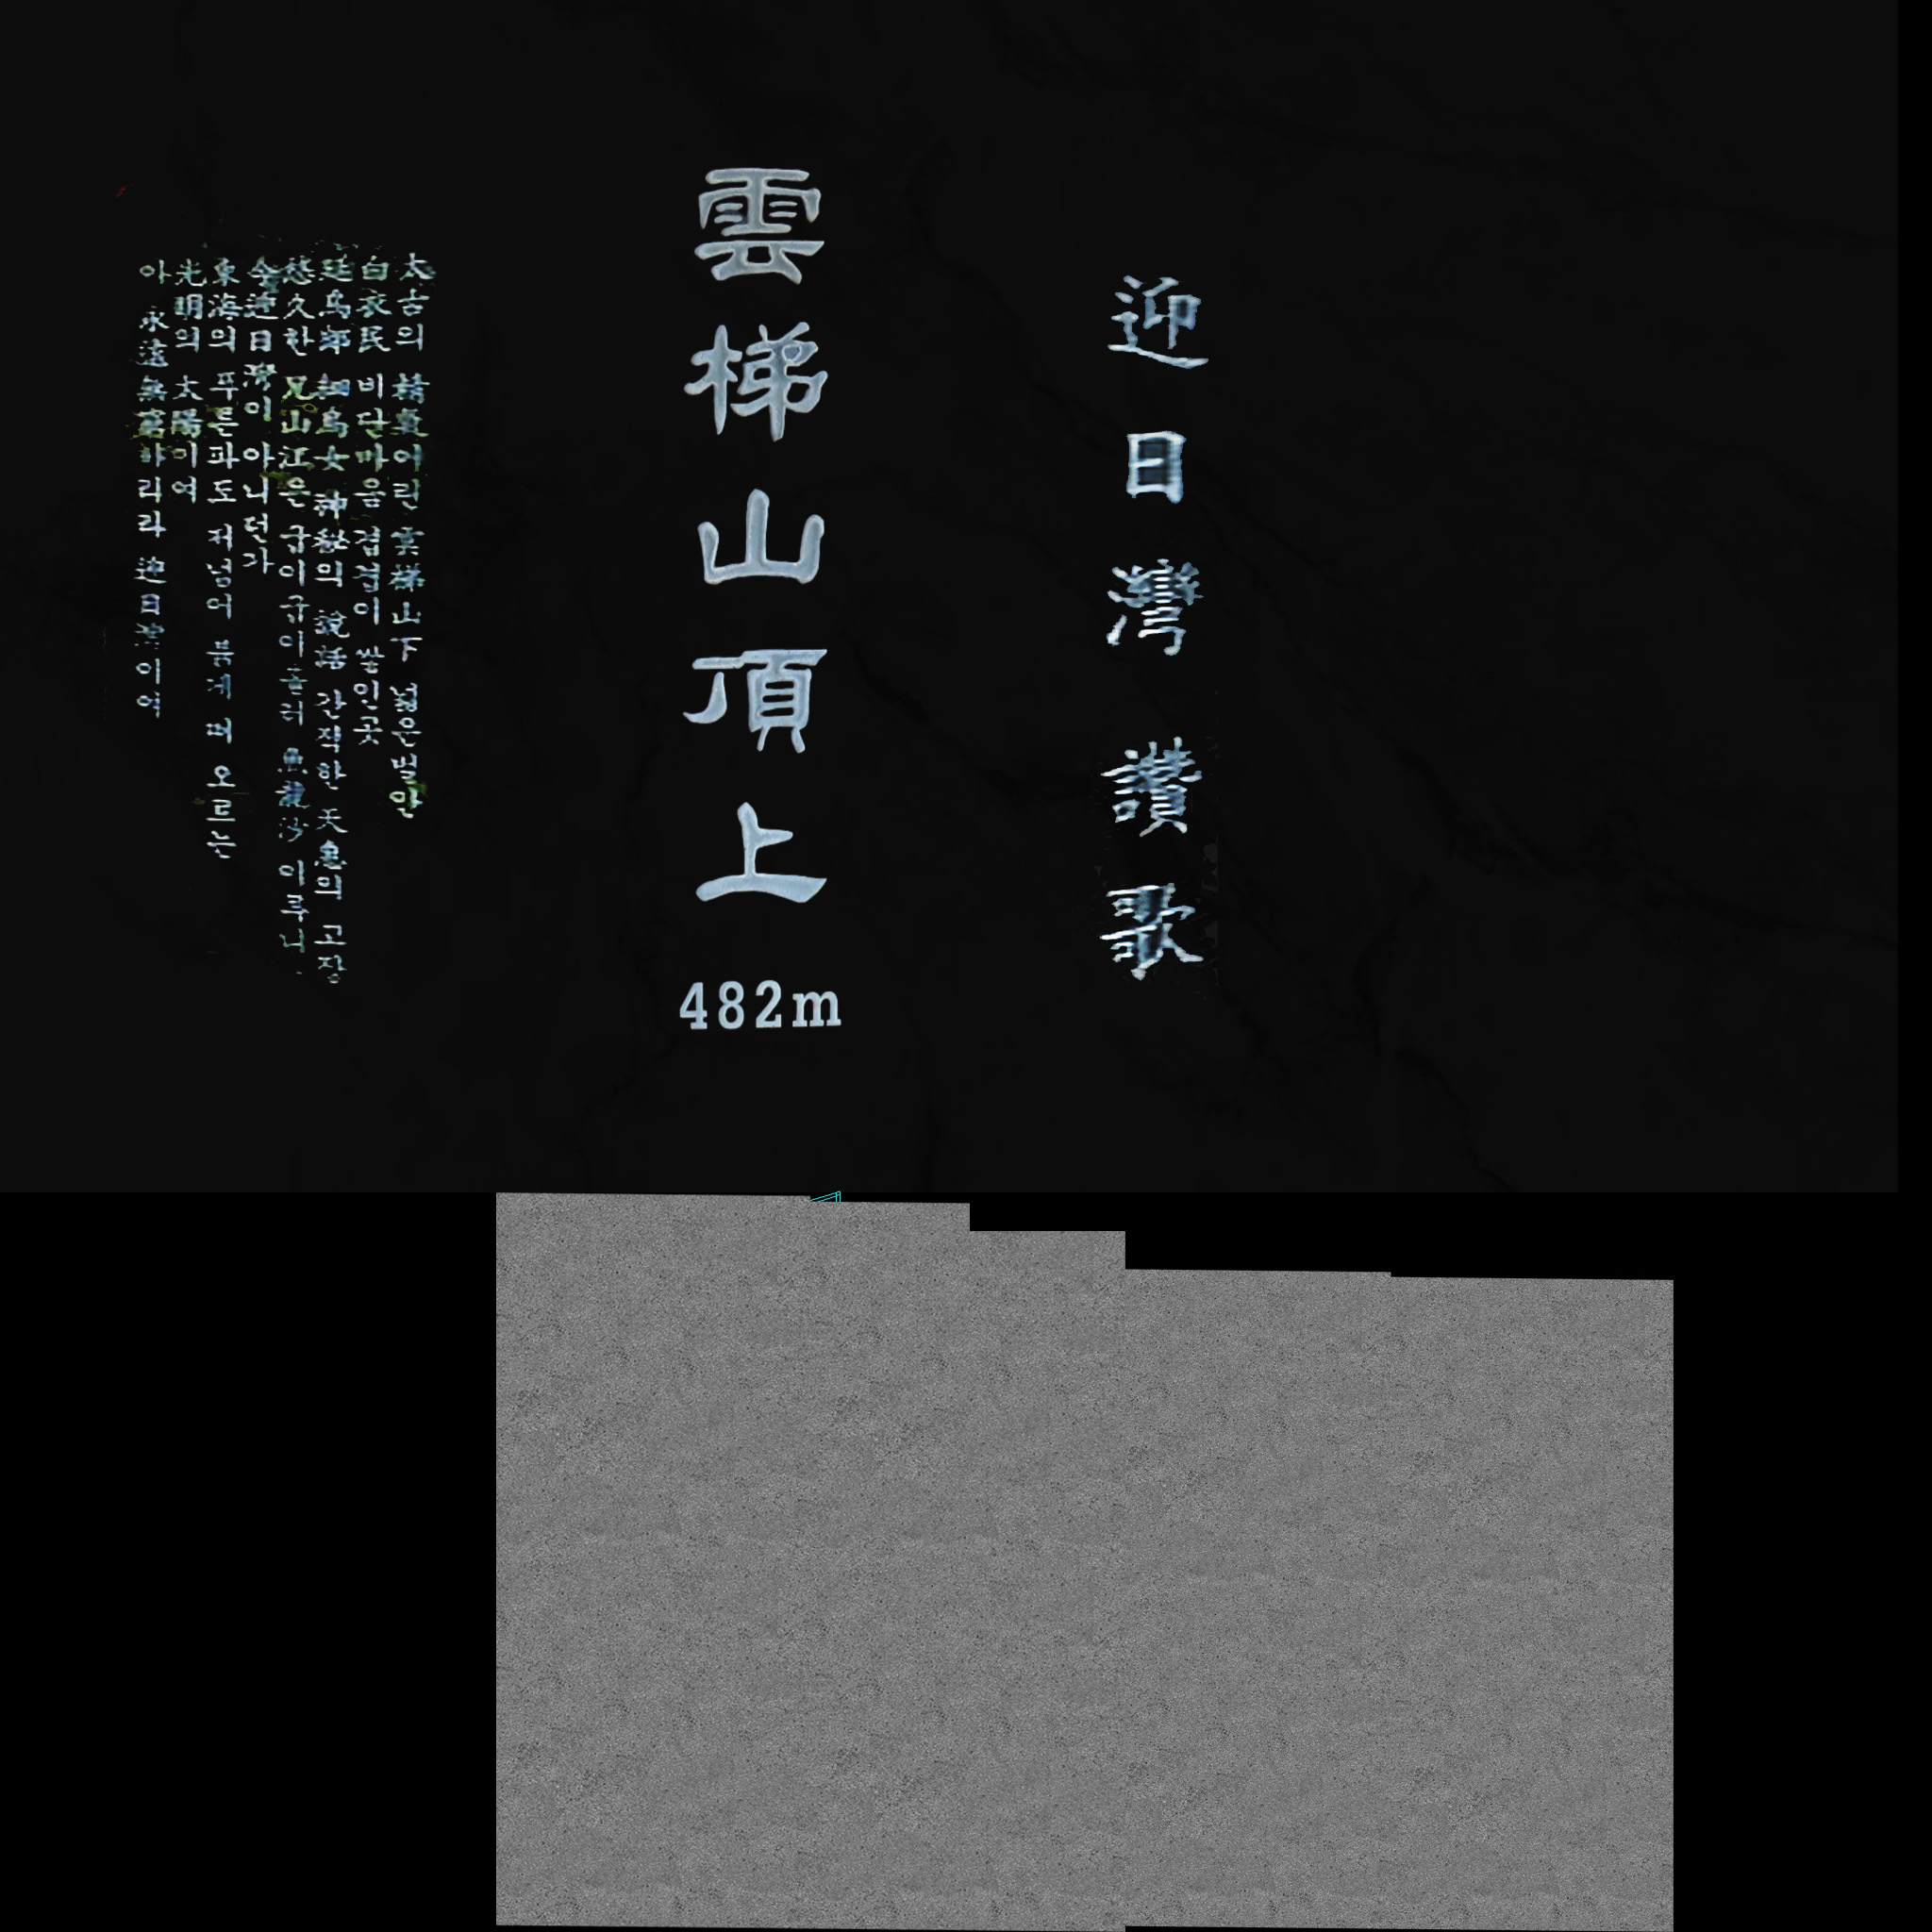 迎日灣 讚歌
雲梯山頂上
482m
太古의 精氣어린 雲梯山下 넓은벌안
白衣民 비단마음 겹겹이 쌓인곳
延烏郞 細烏女 神秘의 說話 간직한 天惠의 고장
悠久한 兄山江은 굽이굽이흘러 魚龍沙 이루니
今迎日灣이 아니던가
東海의 푸른파도 저넘어 붉게 떠 오르는
光明의 太陽이여
아 永遠無窮하리라 迎日灣이여